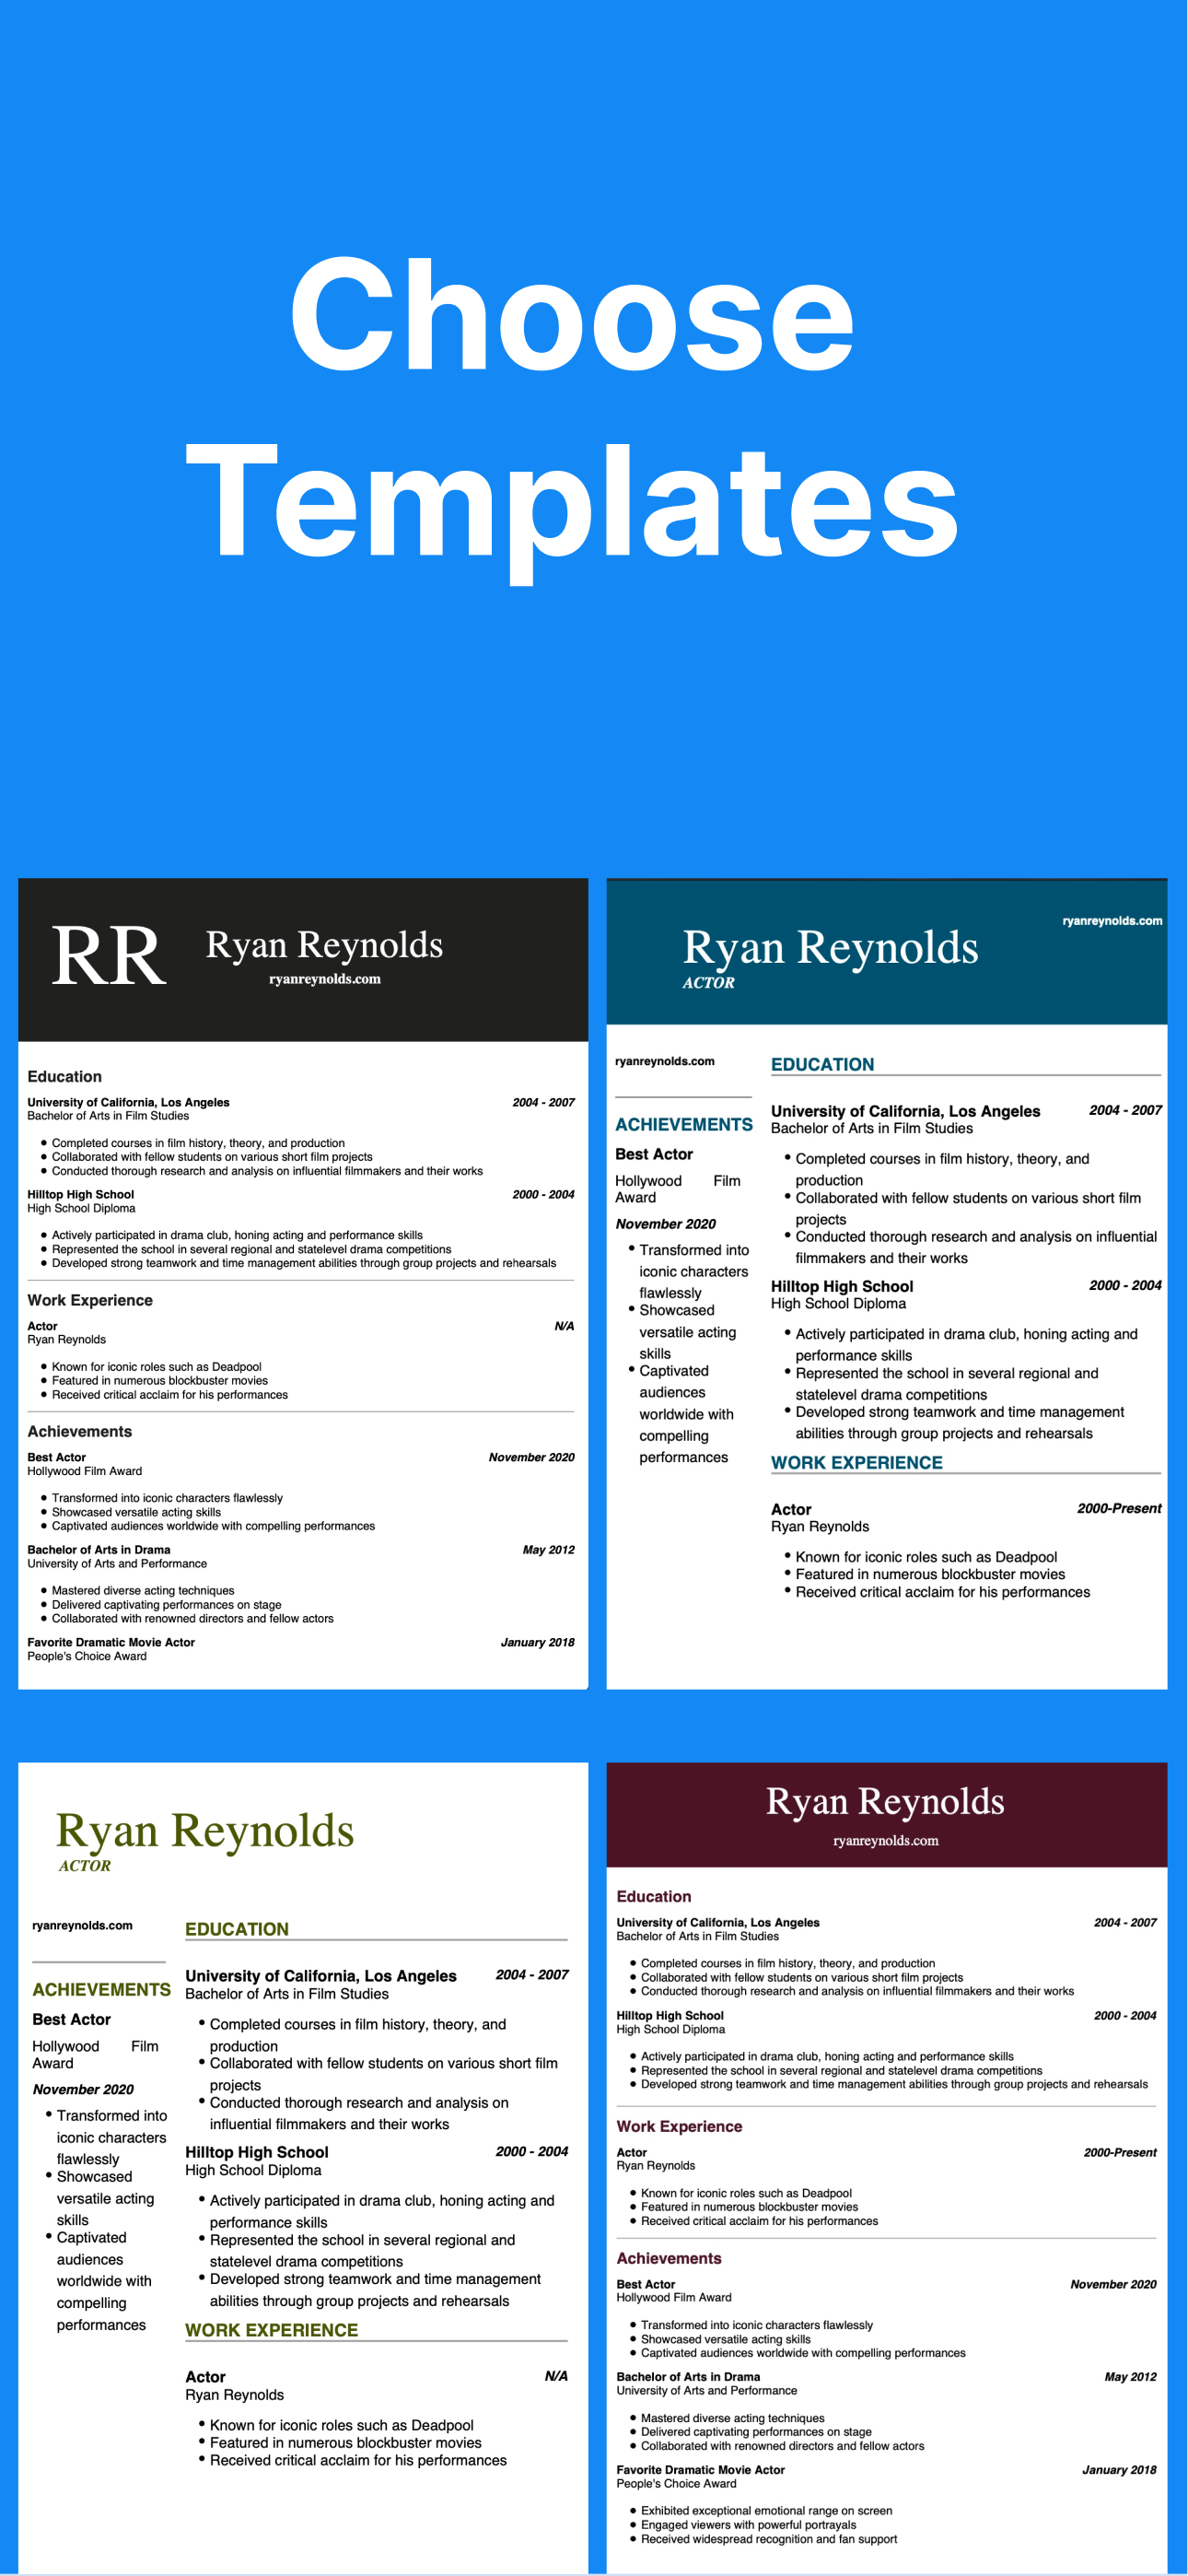 Choose
Templates
RR
Ryan Reynolds
ryanreynolds.com
Education
University of California, Los Angeles 2004 - 2007
Bachelor of Arts in Film Studies
• Completed courses in film history, theory, and production
• Collaborated with fellow students on various short film projects
• Conducted thorough research and analysis on influential filmmakers and their works
Hilltop High School 2000 - 2004
High School Diploma
• Actively participated in drama club, honing acting and performance skills
• Represented the school in several regional and statelevel drama competitions
• Developed strong teamwork and time management abilities through group projects and rehearsals
Work Experience
Actor N/A
Ryan Reynolds
• Known for iconic roles such as Deadpool
• Featured in numerous blockbuster movies
• Received critical acclaim for his performances
Achievements
Best Actor November 2020
Hollywood Film Award
• Transformed into iconic characters flawlessly
• Showcased versatile acting skills
• Captivated audiences worldwide with compelling performances
Bachelor of Arts in Drama May 2012
University of Arts and Performance
• Mastered diverse acting techniques
• Delivered captivating performances on stage
• Collaborated with renowned directors and fellow actors
Favorite Dramatic Movie Actor January 2018
People's Choice Award
ryanreynolds.com
Ryan Reynolds
ACTOR
ryanreynolds.com
ACHIEVEMENTS
Best Actor
Hollywood Film
Award
November 2020
• Transformed into
iconic characters
flawlessly
• Showcased
versatile acting
skills
• Captivated
audiences
worldwide with
compelling
performances
EDUCATION
University of California, Los Angeles 2004 - 2007
Bachelor of Arts in Film Studies
• Completed courses in film history, theory, and
production
• Collaborated with fellow students on various short film
projects
• Conducted thorough research and analysis on influential
filmmakers and their works
Hilltop High School 2000 - 2004
High School Diploma
• Actively participated in drama club, honing acting and
performance skills
• Represented the school in several regional and
statelevel drama competitions
• Developed strong teamwork and time management
abilities through group projects and rehearsals
WORK EXPERIENCE
Actor 2000-Present
Ryan Reynolds
• Known for iconic roles such as Deadpool
• Featured in numerous blockbuster movies
• Received critical acclaim for his performances
Ryan Reynolds
ACTOR
ryanreynolds.com
ACHIEVEMENTS
Best Actor
Hollywood Film
Award
November 2020
• Transformed into
iconic characters
flawlessly
• Showcased
versatile acting
skills
• Captivated
audiences
worldwide with
compelling
performances
EDUCATION
University of California, Los Angeles 2004 - 2007
Bachelor of Arts in Film Studies
• Completed courses in film history, theory, and
production
• Collaborated with fellow students on various short film
projects
• Conducted thorough research and analysis on
influential filmmakers and their works
Hilltop High School 2000 - 2004
High School Diploma
• Actively participated in drama club, honing acting and
performance skills
• Represented the school in several regional and
statelevel drama competitions
• Developed strong teamwork and time management
abilities through group projects and rehearsals
WORK EXPERIENCE
Actor N/A
Ryan Reynolds
• Known for iconic roles such as Deadpool
• Featured in numerous blockbuster movies
• Received critical acclaim for his performances
Ryan Reynolds
ryanreynolds.com
Education
University of California, Los Angeles 2004 - 2007
Bachelor of Arts in Film Studies
• Completed courses in film history, theory, and production
• Collaborated with fellow students on various short film projects
• Conducted thorough research and analysis on influential filmmakers and their works
Hilltop High School 2000 - 2004
High School Diploma
• Actively participated in drama club, honing acting and performance skills
• Represented the school in several regional and statelevel drama competitions
• Developed strong teamwork and time management abilities through group projects and rehearsals
Work Experience
Actor 2000-Present
Ryan Reynolds
• Known for iconic roles such as Deadpool
• Featured in numerous blockbuster movies
• Received critical acclaim for his performances
Achievements
Best Actor November 2020
Hollywood Film Award
• Transformed into iconic characters flawlessly
• Showcased versatile acting skills
• Captivated audiences worldwide with compelling performances
Bachelor of Arts in Drama May 2012
University of Arts and Performance
• Mastered diverse acting techniques
• Delivered captivating performances on stage
• Collaborated with renowned directors and fellow actors
Favorite Dramatic Movie Actor January 2018
People's Choice Award
• Exhibited exceptional emotional range on screen
• Engaged viewers with powerful portrayals
• Received widespread recognition and fan support